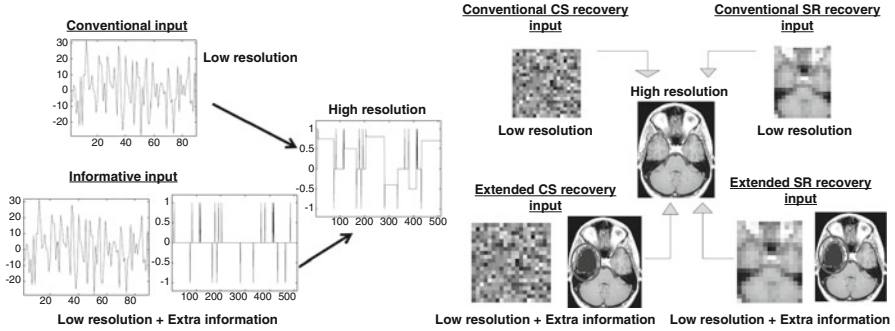 Conventional input
Low resolution
30
20
10
0
-10
-20
20 40 60 80
Informative input
30
20
10
0
-10
-20
20 40 60 80
1
0.5
0
-0.5
-1
100 200 300 400 500
Low resolution + Extra information
High resolution
1
0.5
0
-0.5
-1
100 200 300 400 500
Conventional CS recovery
input
Low resolution
Conventional SR recovery
input
Low resolution
High resolution
Extended CS recovery
input
Low resolution + Extra information
Extended SR recovery
input
Low resolution + Extra information